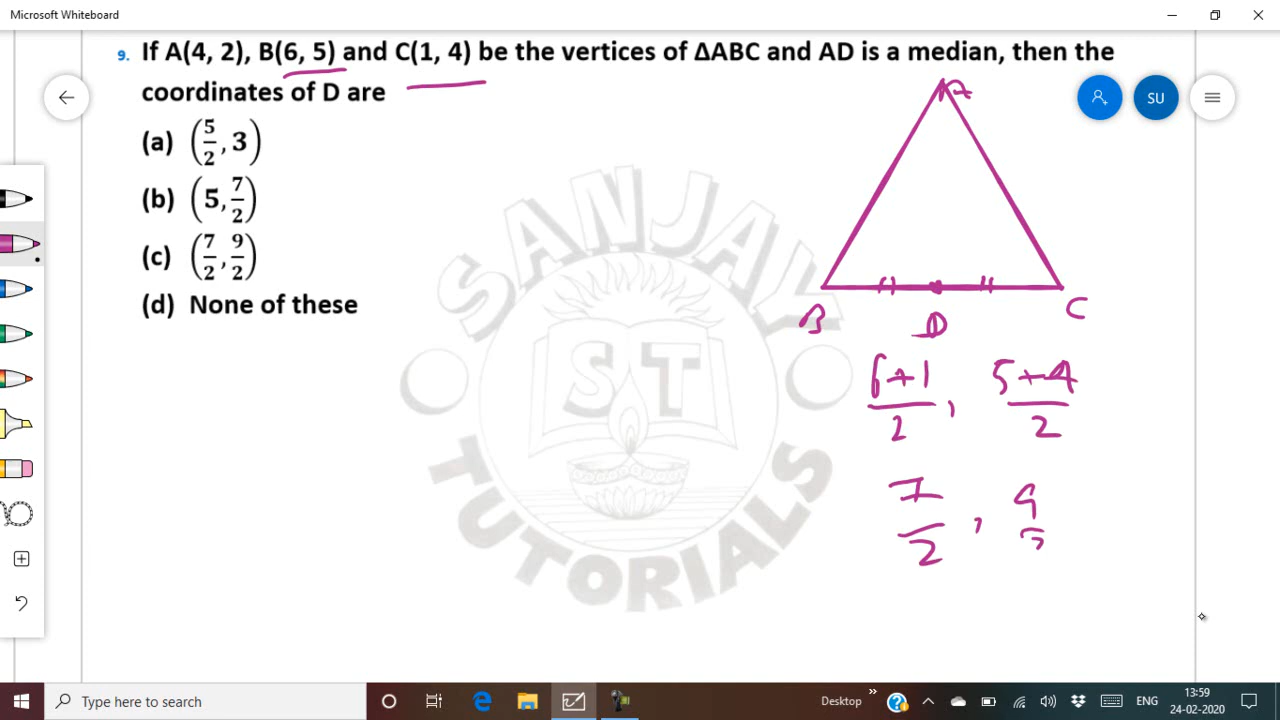 Microsoft Whiteboard
9. If A(4, 2), B(6, 5) and C(1, 4) be the vertices of ΔABC and AD is a median, then the
coordinates of D are
(a) (5/2, 3)
(b) (5, 7/2)
(c) (7/2, 9/2)
(d) None of these
SU
SANJAY
ST
TUTORIALS
A
B
D
C
6+1/2, 5+4/2
7/2, 9
Type here to search
Desktop
ENG
13:59
24-02-2020